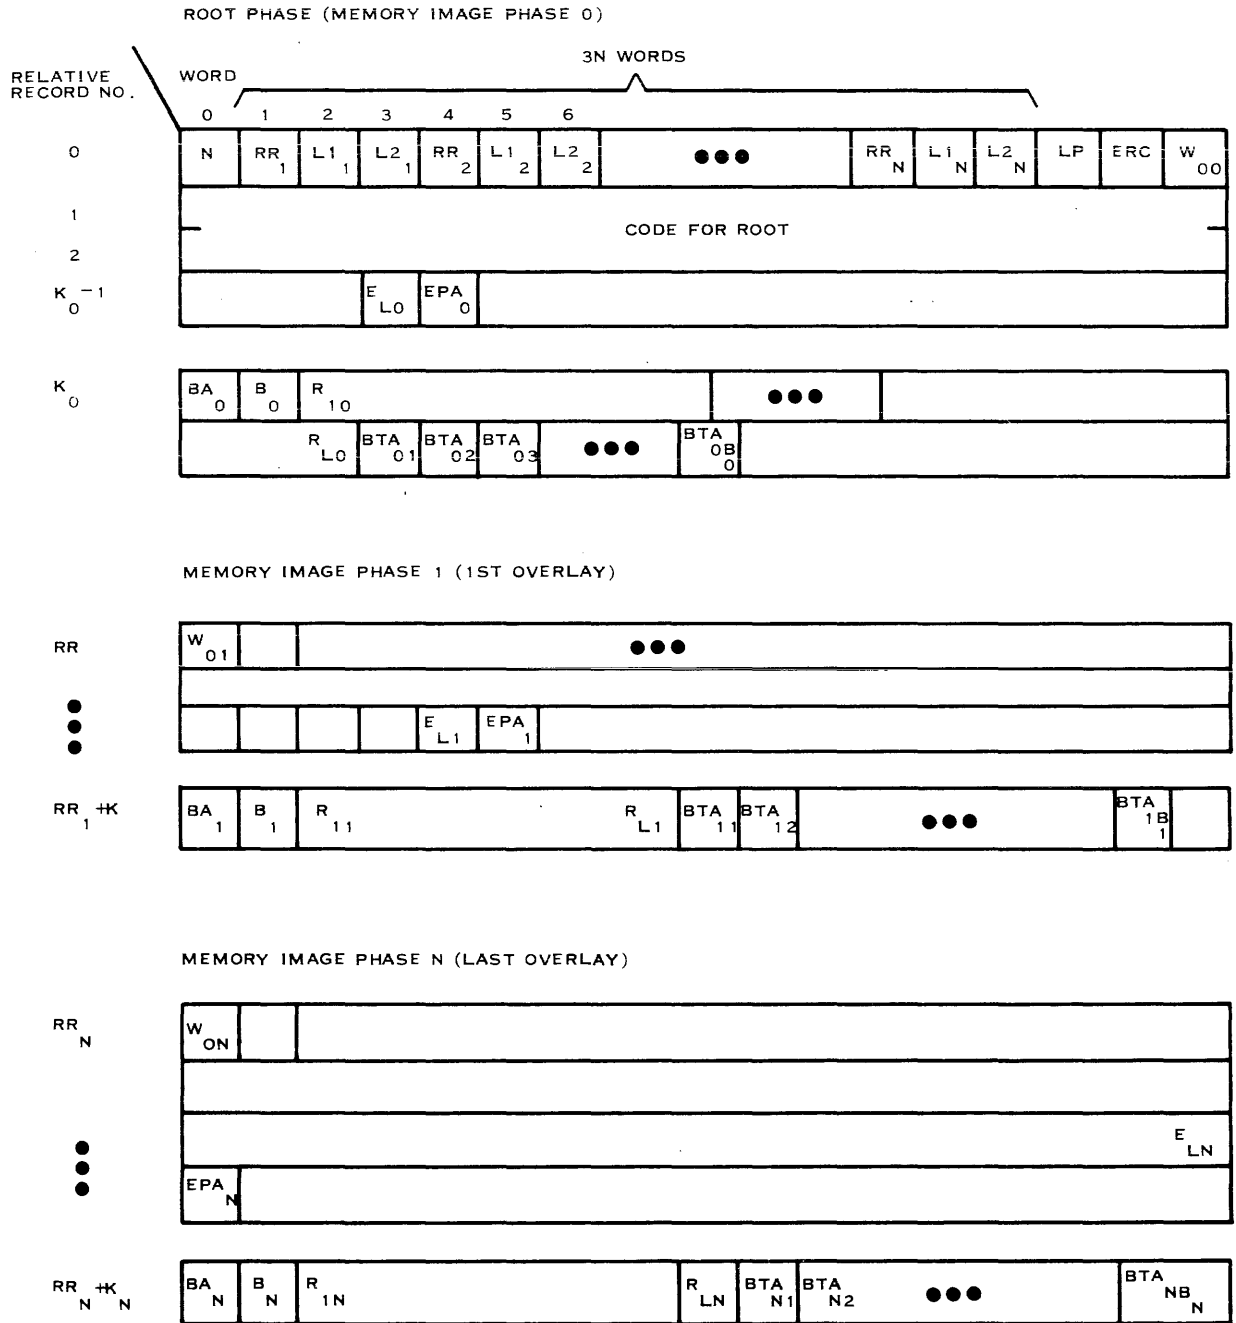 ROOT PHASE (MEMORY IMAGE PHASE 0)
3N WORDS
RELATIVE RECORD NO.
WORD
0 1 2 3 4 5 6
0 N RR1 L11 L21 RR2 L12 L22 ●●● RRN L1N L2N LP ERC W00
1
CODE FOR ROOT
2
K0-1 EL0 EPA0
K0 BA0 B0 R10 ●●●
RL0 BTA01 BTA02 BTA03 ●●● BTA0B0
MEMORY IMAGE PHASE 1 (1ST OVERLAY)
RR W01 ●●●
●●● EL1 EPA1
RR1+K BA1 B1 R11 RL1 BTA11 BTA12 ●●● BTA1B1
MEMORY IMAGE PHASE N (LAST OVERLAY)
RRN W0N
●●● ELN
EPAN
RRN+KN BAN BN R1N RLN BTAN1 BTAN2 ●●● BTANBN